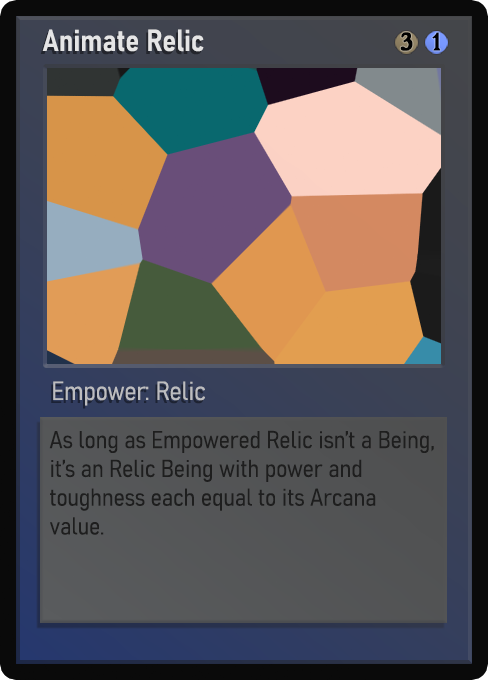 Animate Relic 3 1
Empower: Relic
As long as Empowered Relic isn't a Being,
it's an Relic Being with power and
toughness each equal to its Arcana
value.